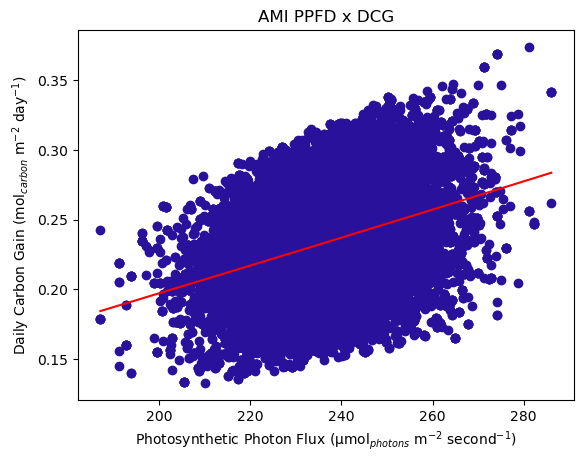 AMI PPFD x DCG
Daily Carbon Gain (mol_carbon m⁻² day⁻¹)
0.35
0.30
0.25
0.20
0.15
200 220 240 260 280
Photosynthetic Photon Flux (μmol_photons m⁻² second⁻¹)